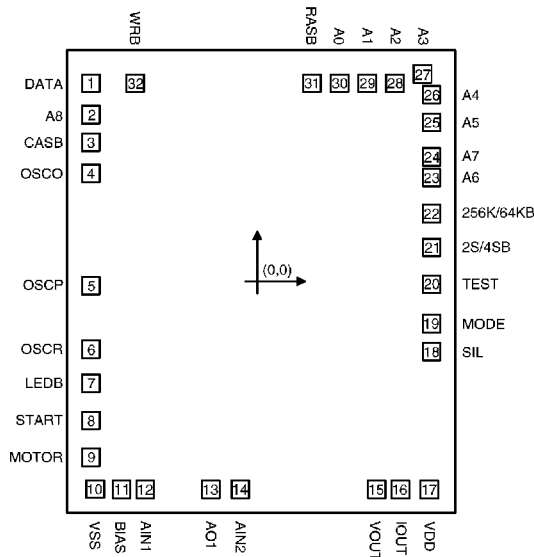 WRB RASB A0 A1 A2 A3
DATA 1 32 31 30 29 28 27
26 A4
A8 2 25 A5
CASB 3 24 A7
OSCO 4 23 A6
22 256K/64KB
21 2S/4SB
(0,0)
OSCP 5 20 TEST
19 MODE
OSCR 6 18 SIL
LEDB 7
START 8
MOTOR 9
10 11 12 13 14 15 16 17
VSS BIAS AIN1 AO1 AIN2 VOUT IOUT VDD